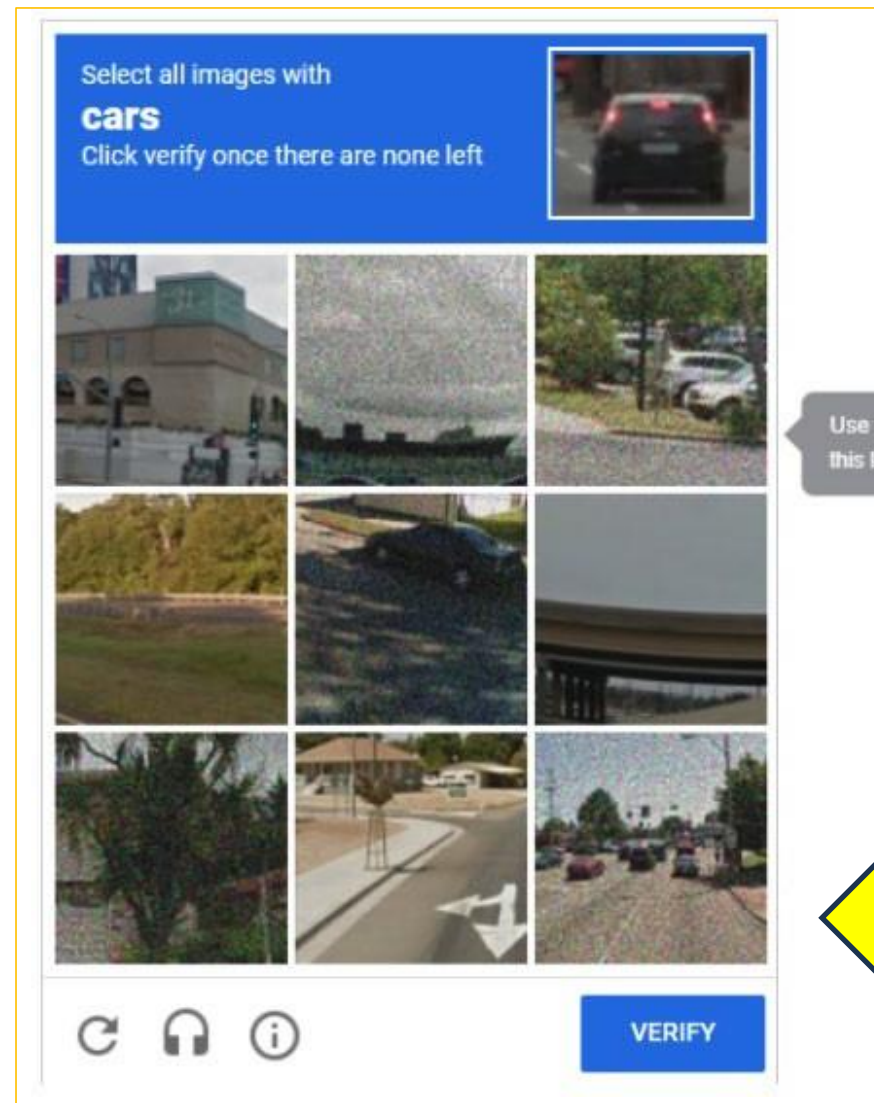 Select all images with
cars
Click verify once there are none left
Use
this
VERIFY